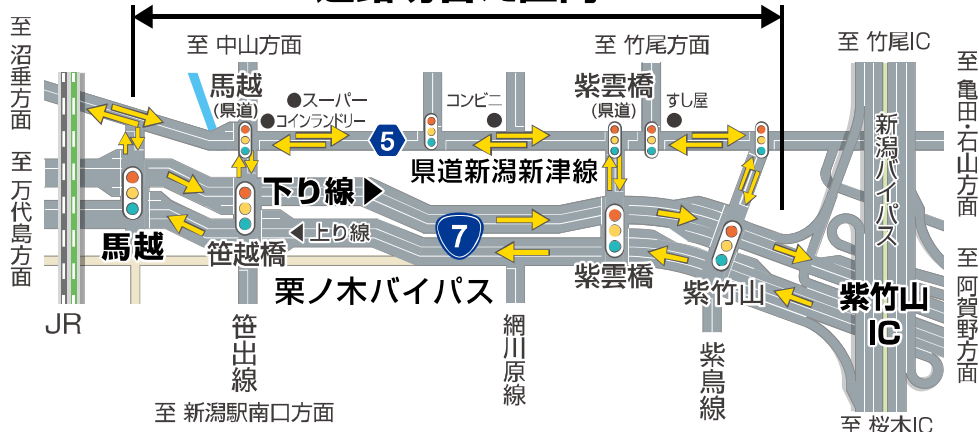 至 沼垂方面
至 中山方面
至 竹尾方面
至 竹尾IC
至 亀田・石山方面
馬越
(県道)
●スーパー
●コインランドリー
コンビニ
紫雲橋
(県道)
すし屋
5
県道新潟新津線
新潟バイパス
至 万代島方面
下り線▶
馬越
笹越橋
◀上り線
7
紫雲橋
紫竹山
紫竹山
IC
至 阿賀野方面
栗ノ木バイパス
JR
笹出線
網川原線
紫鳥線
至 新潟駅南口方面
至 桜木IC